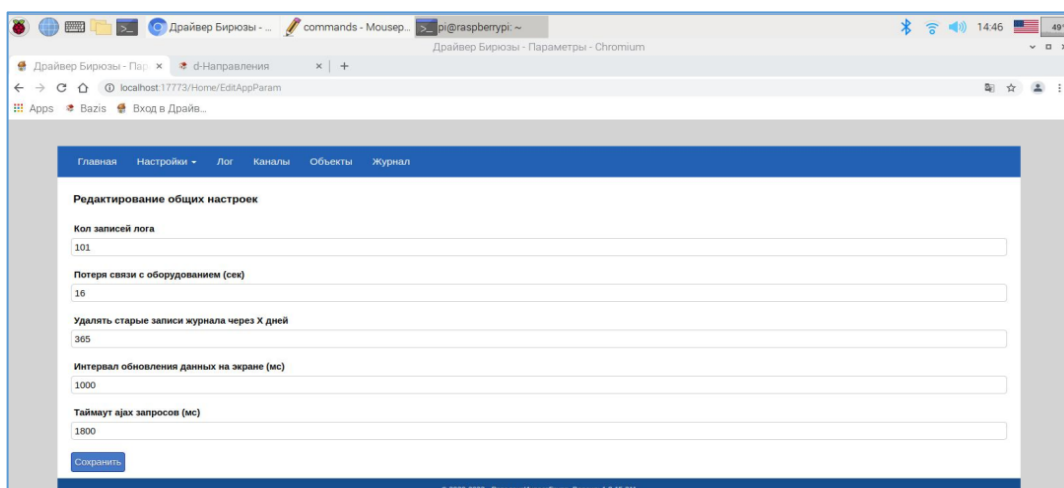 Драйвер Бирюзы - ...
commands - Mousep...
pi@raspberrypi: ~
14:46
49°
Драйвер Бирюзы - Параметры - Chromium
Драйвер Бирюзы - Пар
d-Направления
localhost:17773/Home/EditAppParam
Apps
Bazis
Вход в Драйв...
Главная
Настройки
Лог
Каналы
Объекты
Журнал
Редактирование общих настроек
Кол записей лога
101
Потеря связи с оборудованием (сек)
16
Удалять старые записи журнала через X дней
365
Интервал обновления данных на экране (мс)
1000
Таймаут ajax запросов (мс)
1800
Сохранить